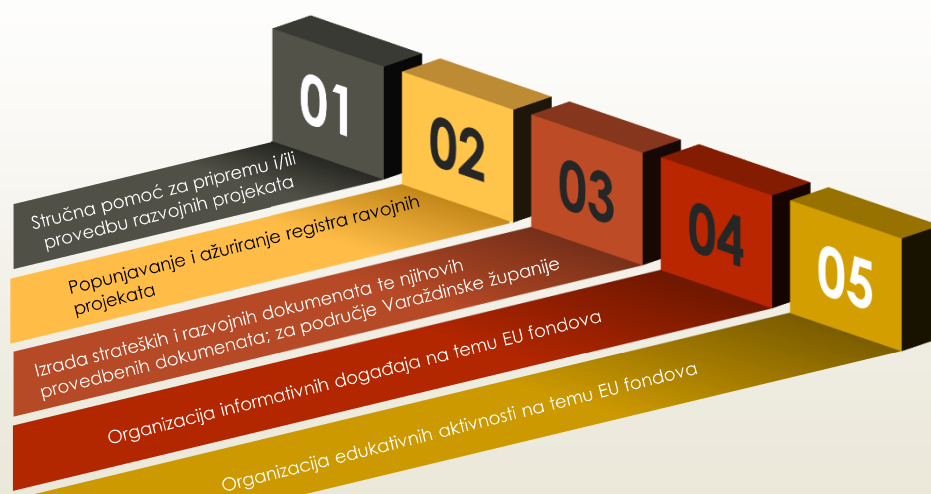 01
Stručna pomoć za pripremu i/ili
provedbu razvojnih projekata
02
Popunjavanje i ažuriranje registra ravojnih
projekata
03
Izrada strateških i razvojnih dokumenata te njihovih
provedbenih dokumenata; za područje Varaždinske županije
04
Organizacija informativnih događaja na temu EU fondova
05
Organizacija edukativnih aktivnosti na temu EU fondova